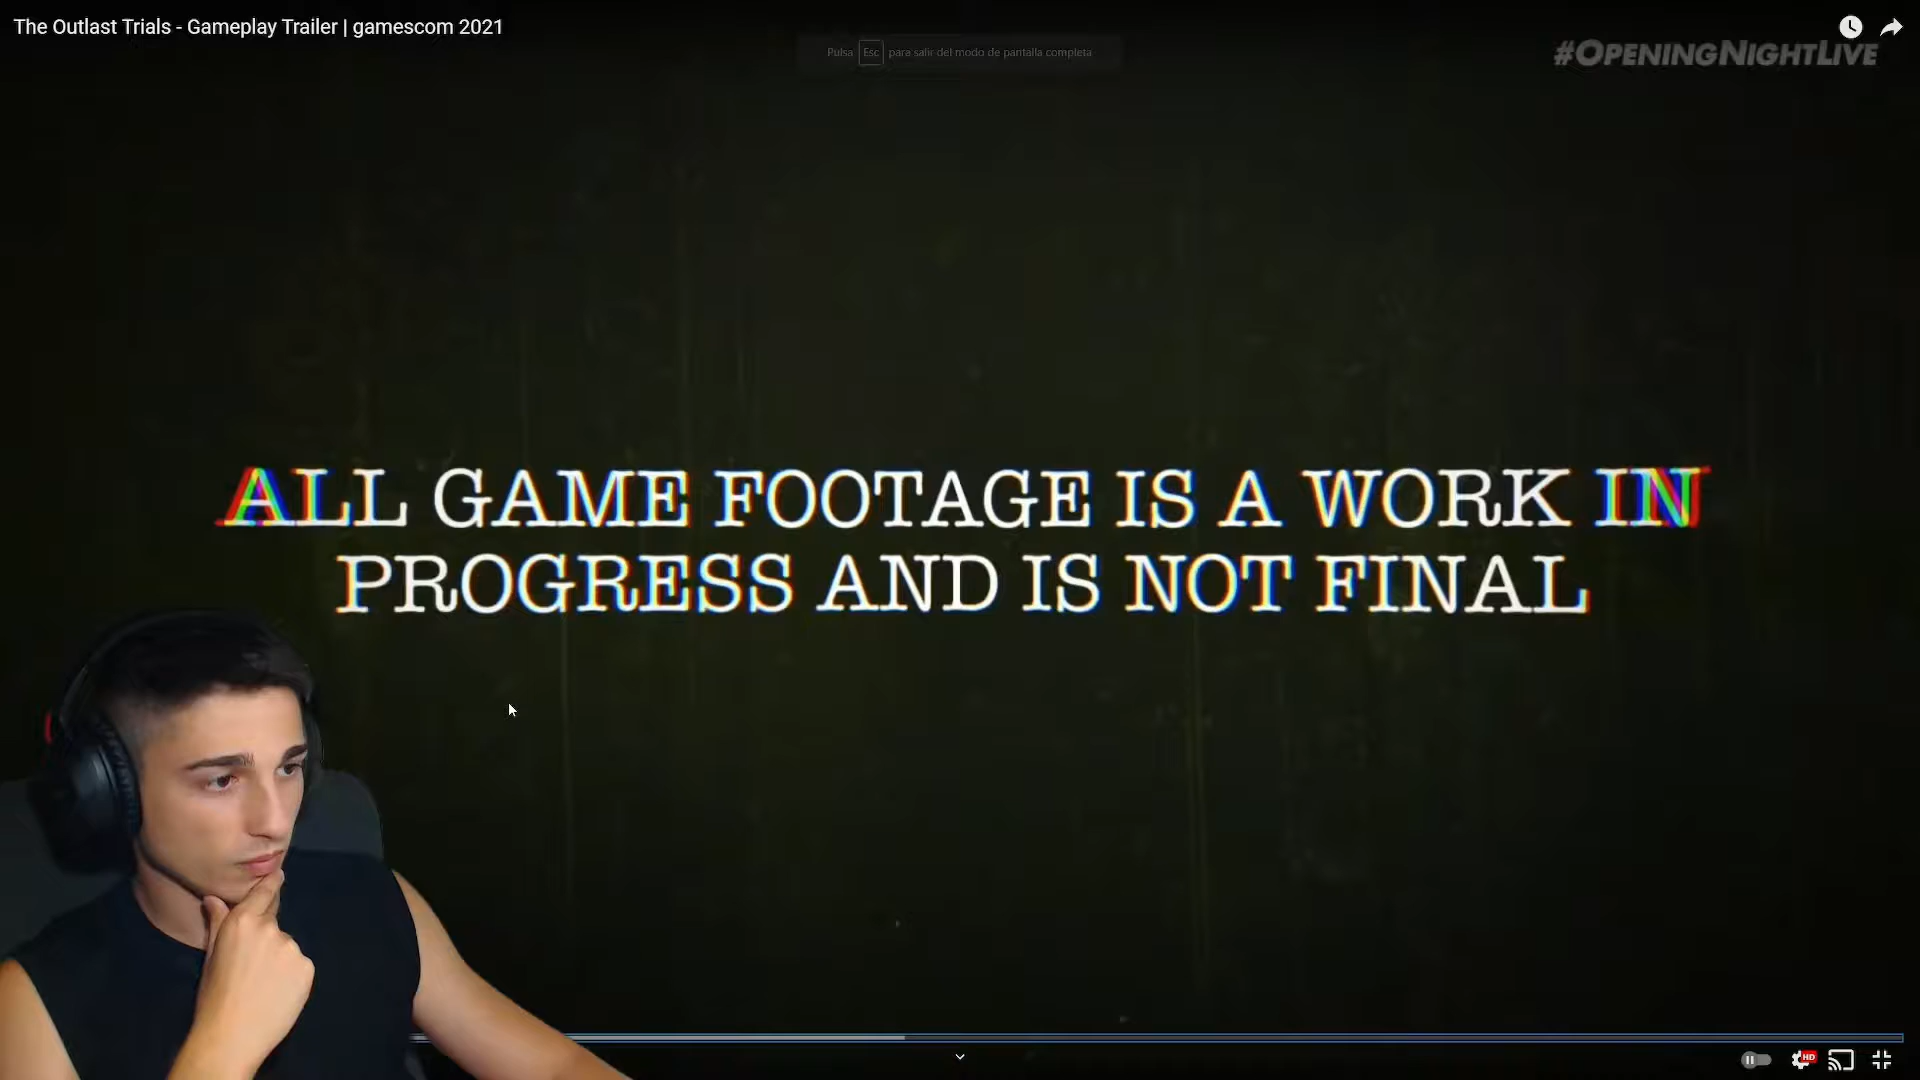 The Outlast Trials - Gameplay Trailer | gamescom 2021
Pulsa Esc para salir del modo de pantalla completa
#OPENINGNIGHTLIVE
ALL GAME FOOTAGE IS A WORK IN
PROGRESS AND IS NOT FINAL
HD